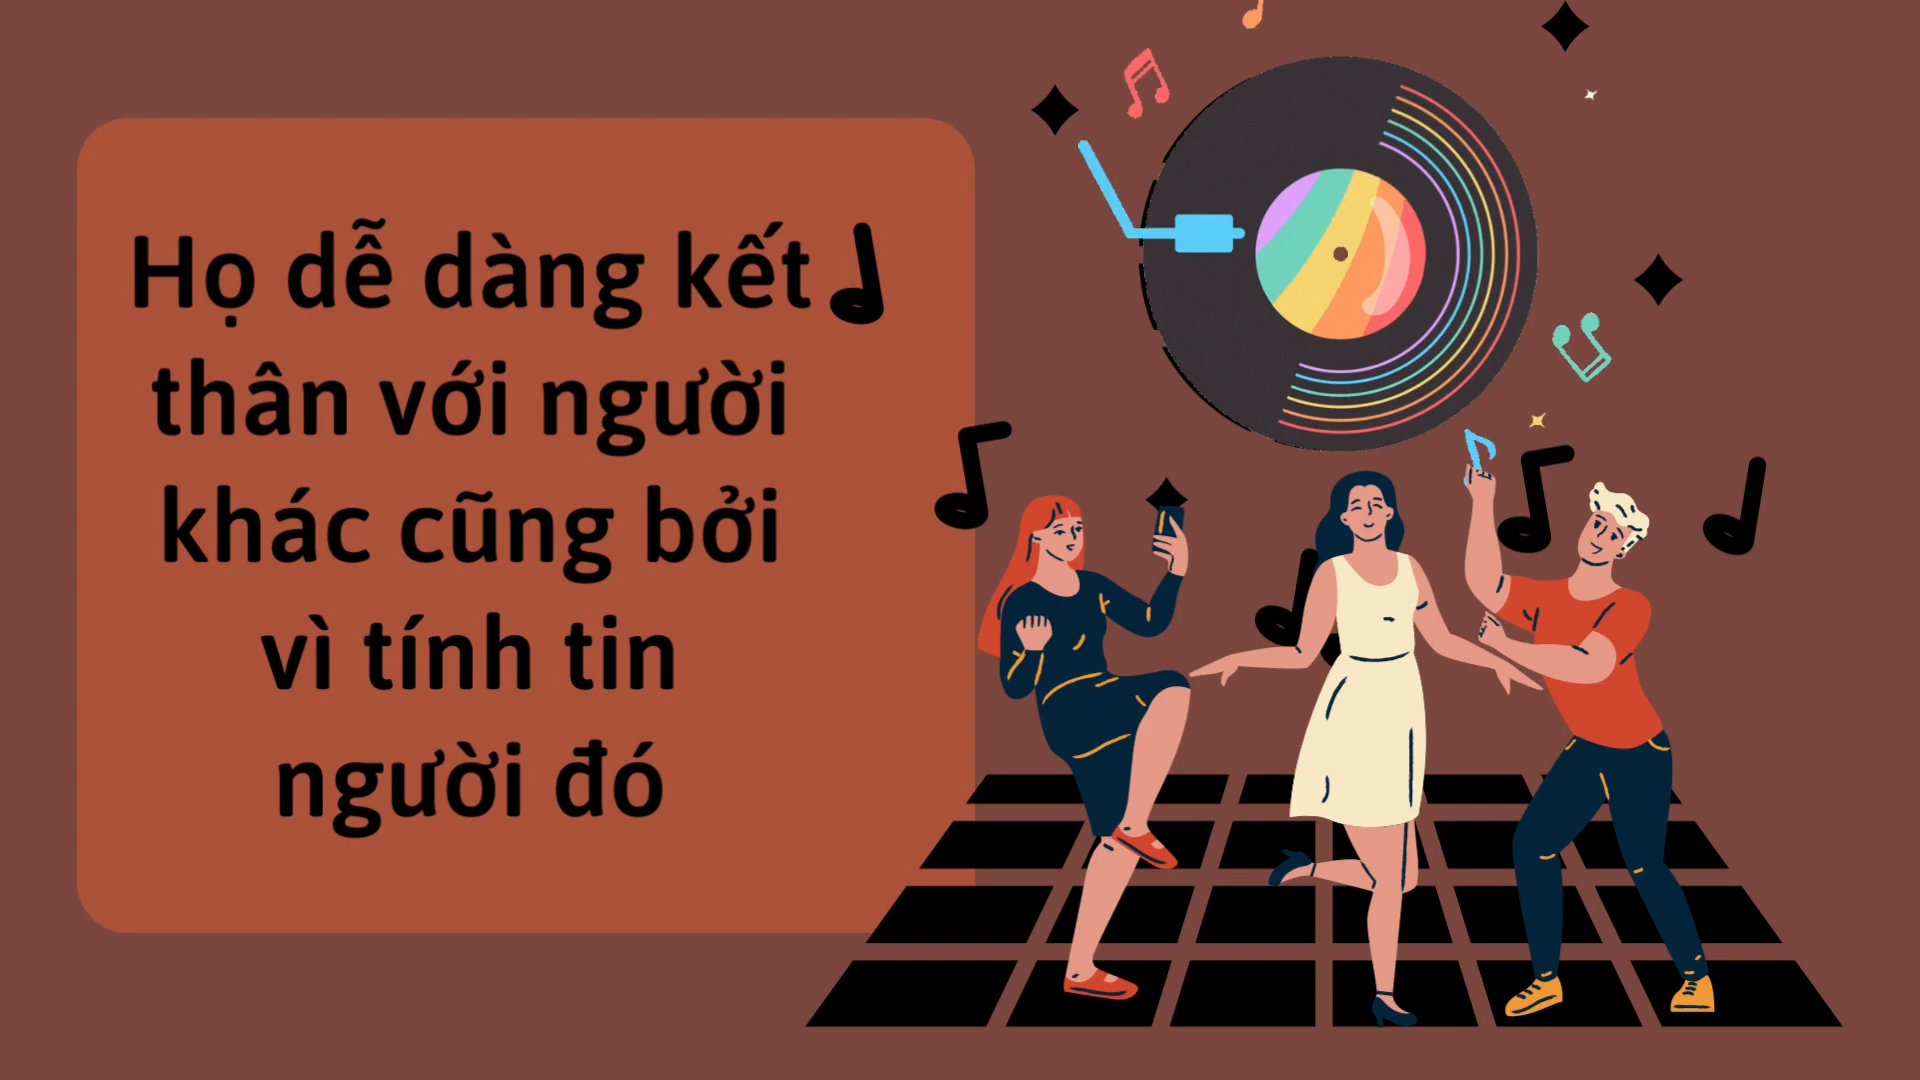 Họ dễ dàng kết
thân với người
khác cũng bởi
vì tính tin
người đó